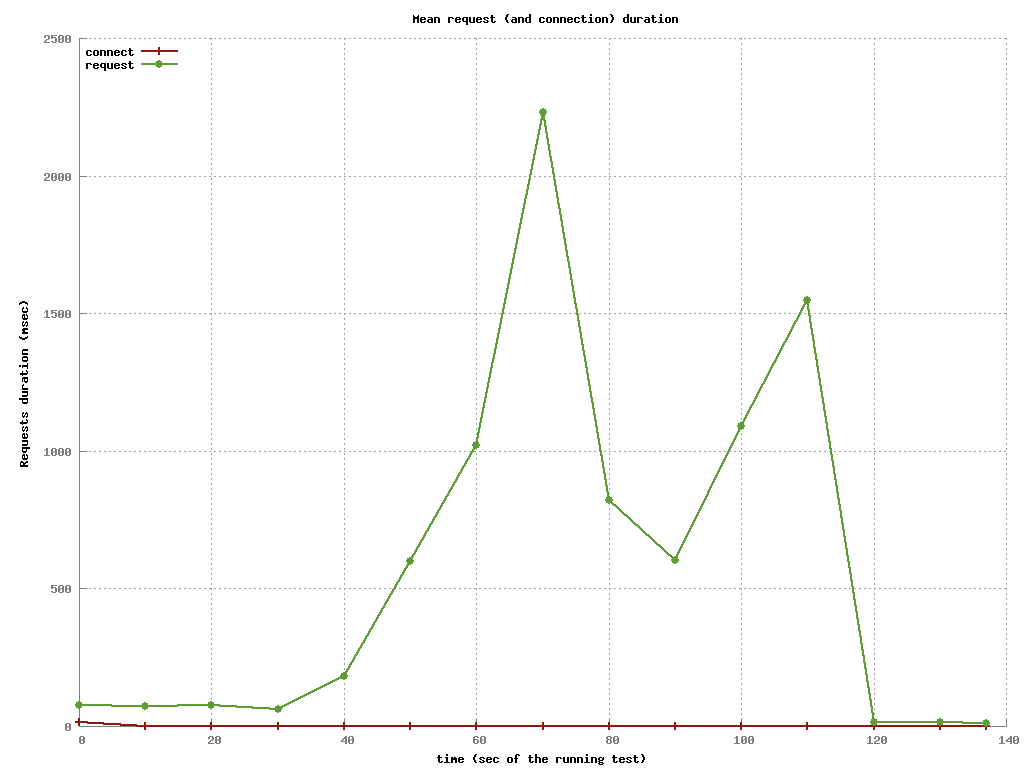 Mean request (and connection) duration
connect
request
2500
2000
1500
1000
500
0
Requests duration (msec)
0 20 40 60 80 100 120 140
time (sec of the running test)